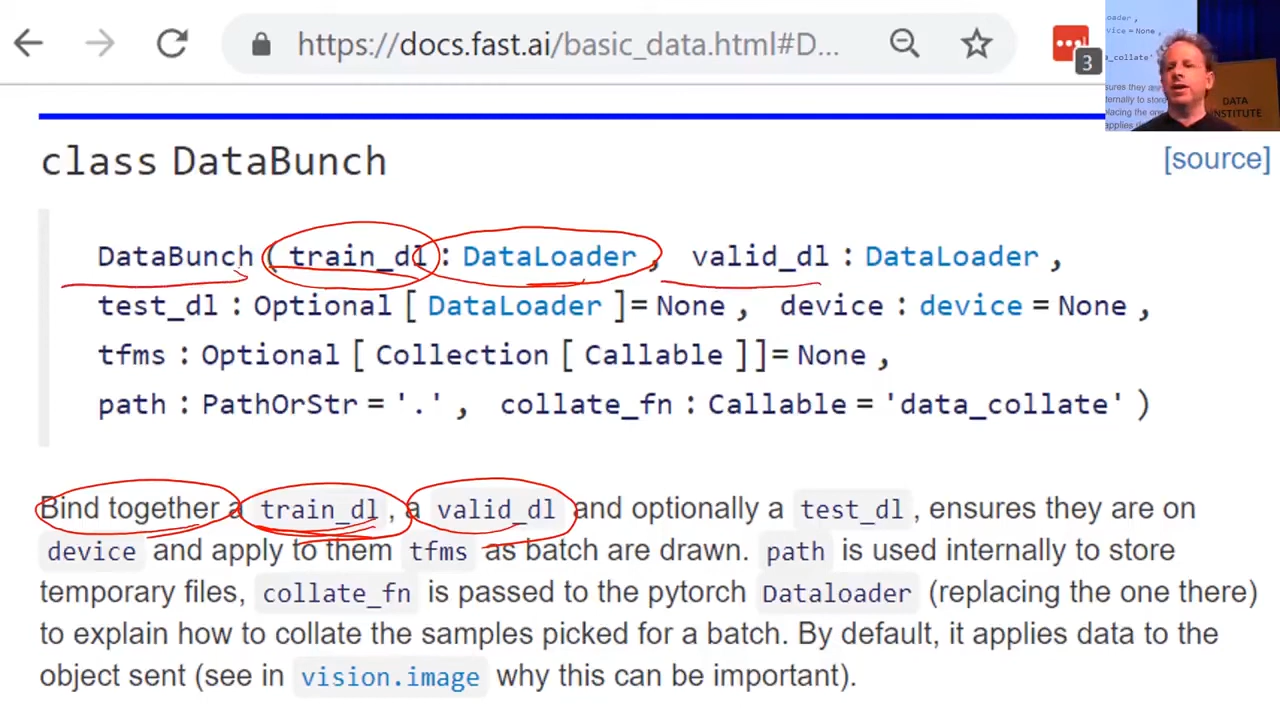 https://docs.fast.ai/basic_data.html#D...
3
DATA
INSTITUTE
class DataBunch
[source]
DataBunch ( train_dl : DataLoader , valid_dl : DataLoader ,
test_dl : Optional [ DataLoader ]= None , device : device = None ,
tfms : Optional [ Collection [ Callable ]]= None ,
path : PathOrStr = '.' , collate_fn : Callable = 'data_collate' )
Bind together a train_dl , a valid_dl and optionally a test_dl , ensures they are on
device and apply to them tfms as batch are drawn. path is used internally to store
temporary files, collate_fn is passed to the pytorch Dataloader (replacing the one there)
to explain how to collate the samples picked for a batch. By default, it applies data to the
object sent (see in vision.image why this can be important).